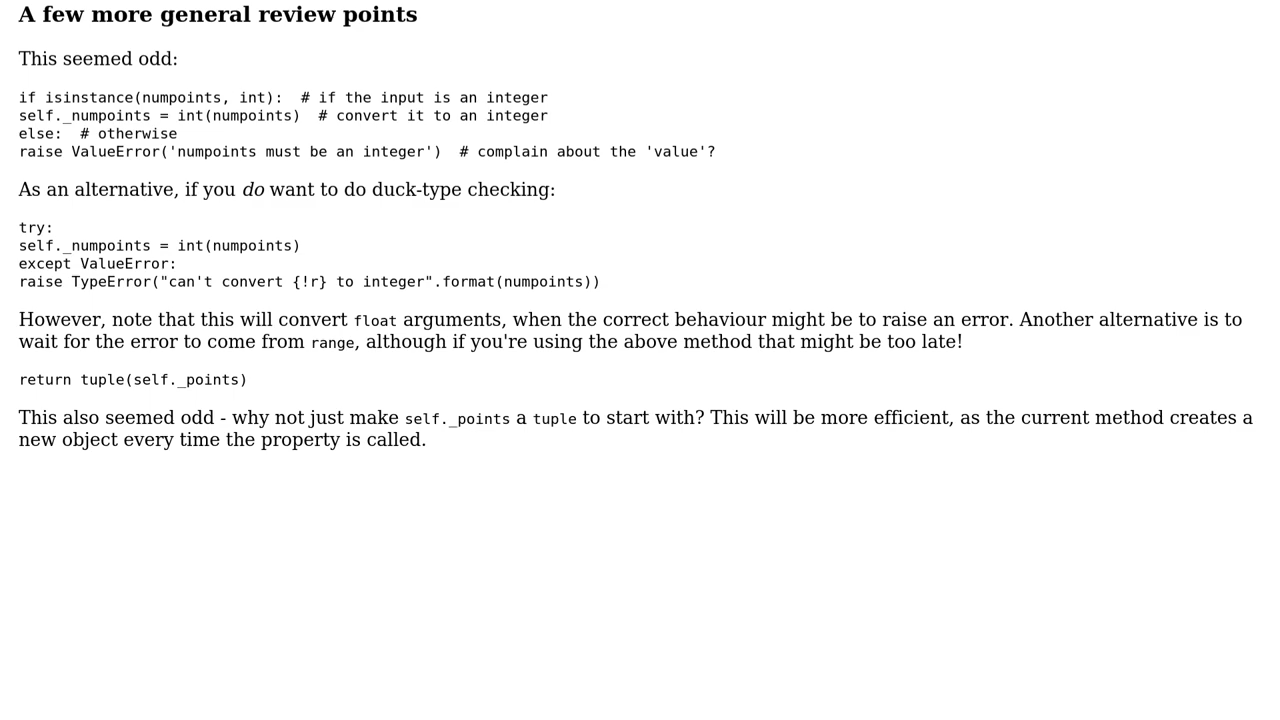 A few more general review points
This seemed odd:
if isinstance(numpoints, int):  # if the input is an integer
self._numpoints = int(numpoints)  # convert it to an integer
else:  # otherwise
raise ValueError('numpoints must be an integer')  # complain about the 'value'?
As an alternative, if you do want to do duck-type checking:
try:
self._numpoints = int(numpoints)
except ValueError:
raise TypeError("can't convert {!r} to integer".format(numpoints))
However, note that this will convert float arguments, when the correct behaviour might be to raise an error. Another alternative is to
wait for the error to come from range, although if you're using the above method that might be too late!
return tuple(self._points)
This also seemed odd - why not just make self._points a tuple to start with? This will be more efficient, as the current method creates a
new object every time the property is called.